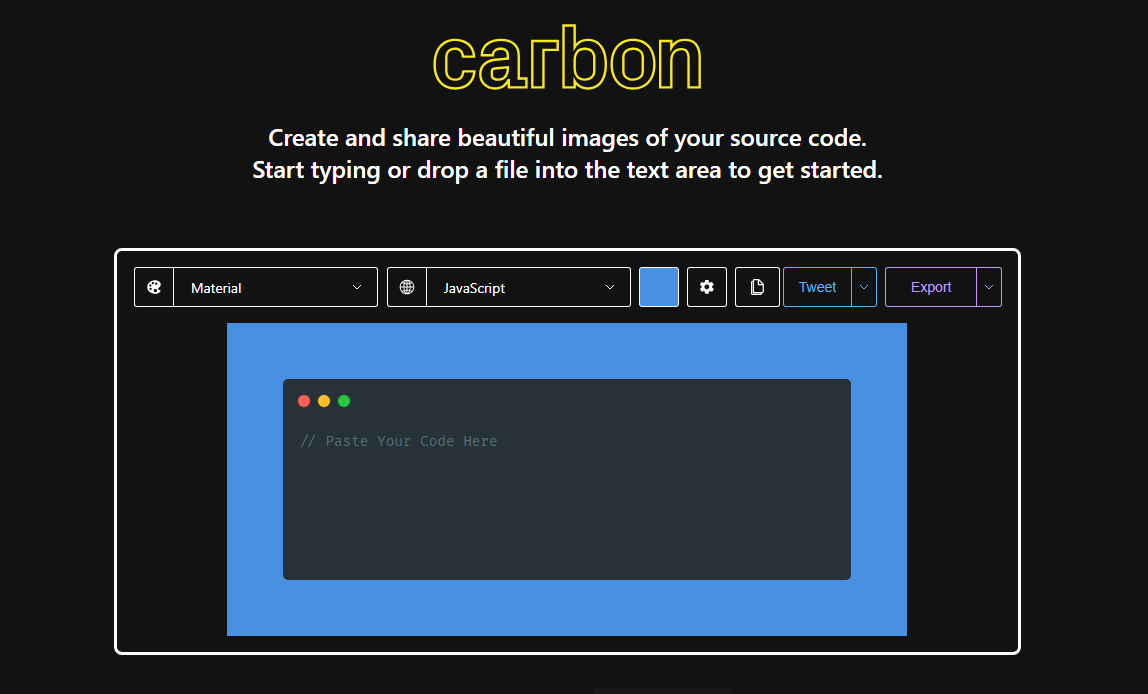 carbon
Create and share beautiful images of your source code.
Start typing or drop a file into the text area to get started.
Material JavaScript Tweet Export
// Paste Your Code Here